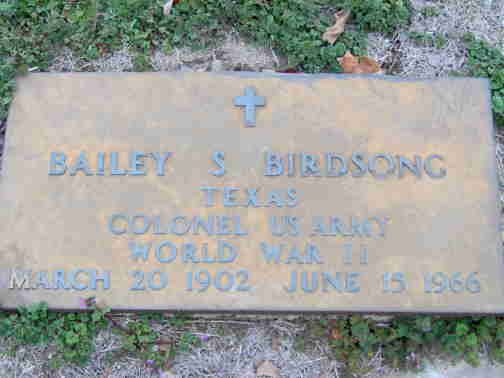 BAILEY S BIRDSONG
TEXAS
COLONEL US ARMY
WORLD WAR II
MARCH 20 1902 JUNE 15 1966